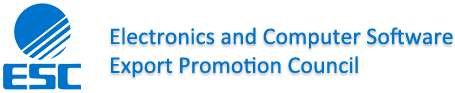 ESC
Electronics and Computer Software
Export Promotion Council